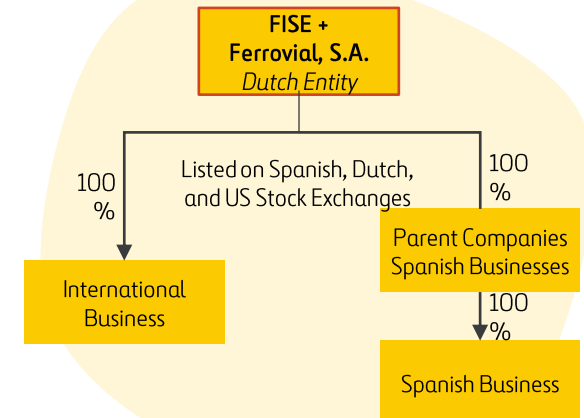 FISE +
Ferrovial, S.A.
Dutch Entity
Listed on Spanish, Dutch,
and US Stock Exchanges
100
%
100
%
Parent Companies
Spanish Businesses
International
Business
100
%
Spanish Business